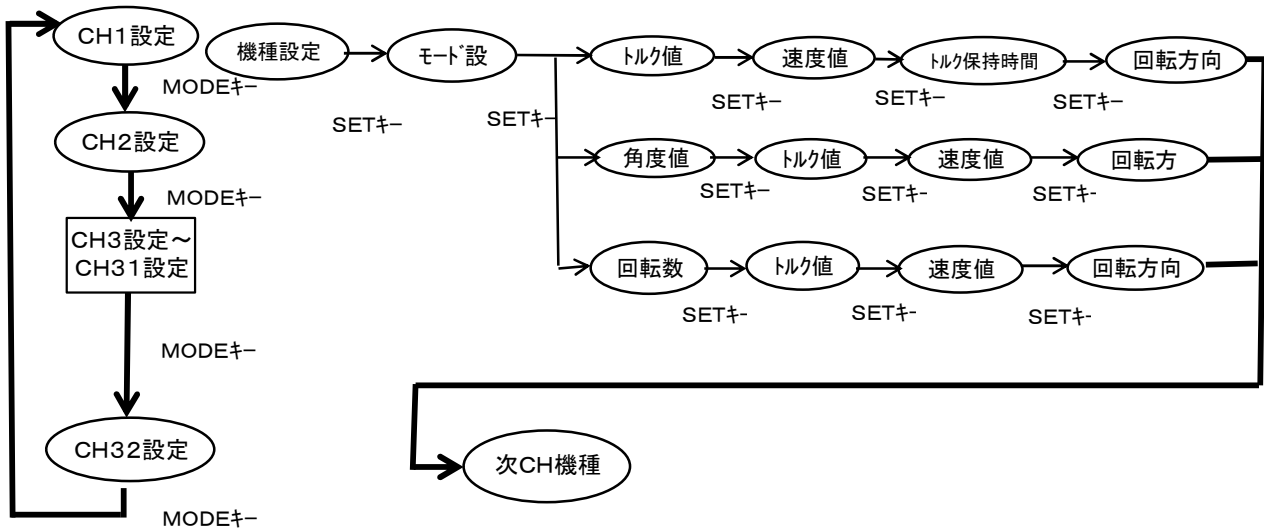 CH1設定
MODEキー
CH2設定
MODEキー
CH3設定～
CH31設定
MODEキー
CH32設定
MODEキー
機種設定
SETキー
ﾓｰﾄﾞ設
SETキー
ﾄﾙｸ値
SETキー
速度値
SETキー
ﾄﾙｸ保持時間
SETキー
回転方向
角度値
SETキー
ﾄﾙｸ値
SETキー
速度値
SETキｰ
回転方
回転数
SETキｰ
ﾄﾙｸ値
SETキｰ
速度値
SETキｰ
回転方向
次CH機種